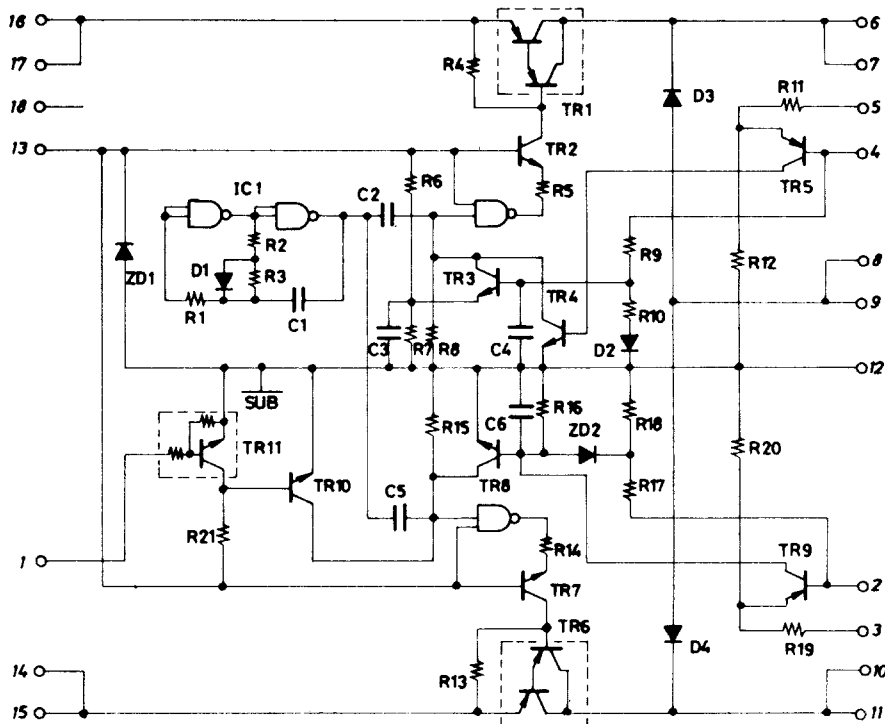 16
6
R4
17
7
D3
R11
18
TR1
5
13
TR2
4
R6
TR5
IC1
C2
R5
R2
R9
ZD1
D1
R3
TR3
TR4
R12
8
R10
9
R1
C1
C3
R7
R8
C4
D2
12
SUB
C6
R16
R18
R15
ZD2
R20
TR11
TR8
R17
TR10
C5
R21
R14
TR9
1
TR7
2
TR6
3
R19
D4
14
R13
10
15
11